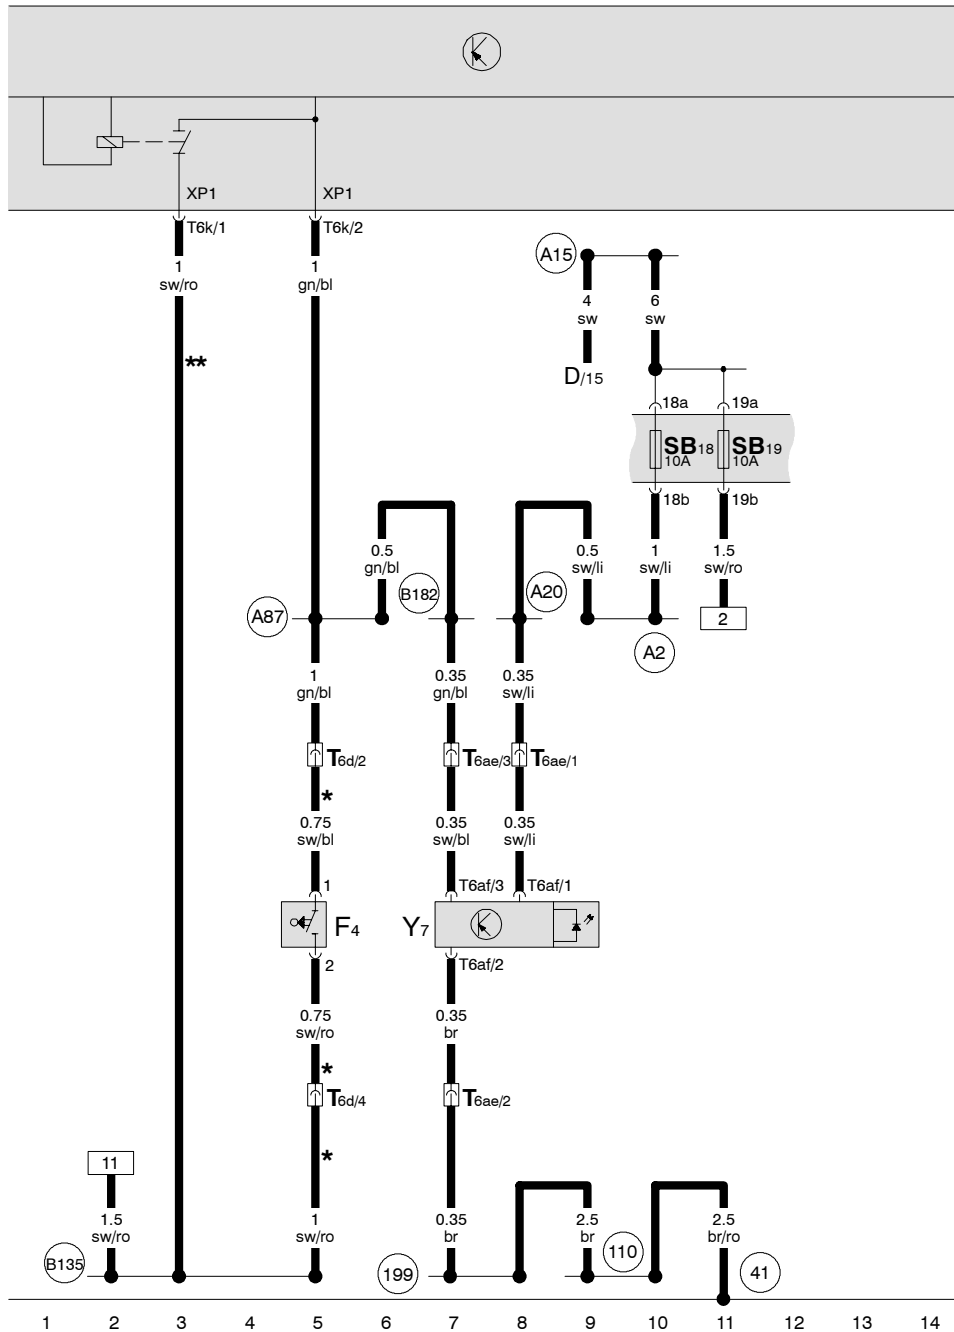 XP1 XP1
T6k/1 T6k/2
1 1
sw/ro gn/bl
A15
4 6
sw sw
**
D/15
18a 19a
SB18 SB19
10A 10A
18b 19b
0.5 0.5 1 1.5
gn/bl sw/li sw/li sw/ro
A87 B182 A20 2
A2
1 0.35 0.35
gn/bl gn/bl sw/li
T6d/2 T6ae/3 T6ae/1
*
0.75 0.35 0.35
sw/bl sw/bl sw/li
1 T6af/3 T6af/1
F4 Y7
2 T6af/2
0.75 0.35
sw/ro br
*
T6d/4 T6ae/2
11 *
1.5 1 0.35 2.5 2.5
sw/ro sw/ro br br br/ro
B135 199 110 41
1 2 3 4 5 6 7 8 9 10 11 12 13 14